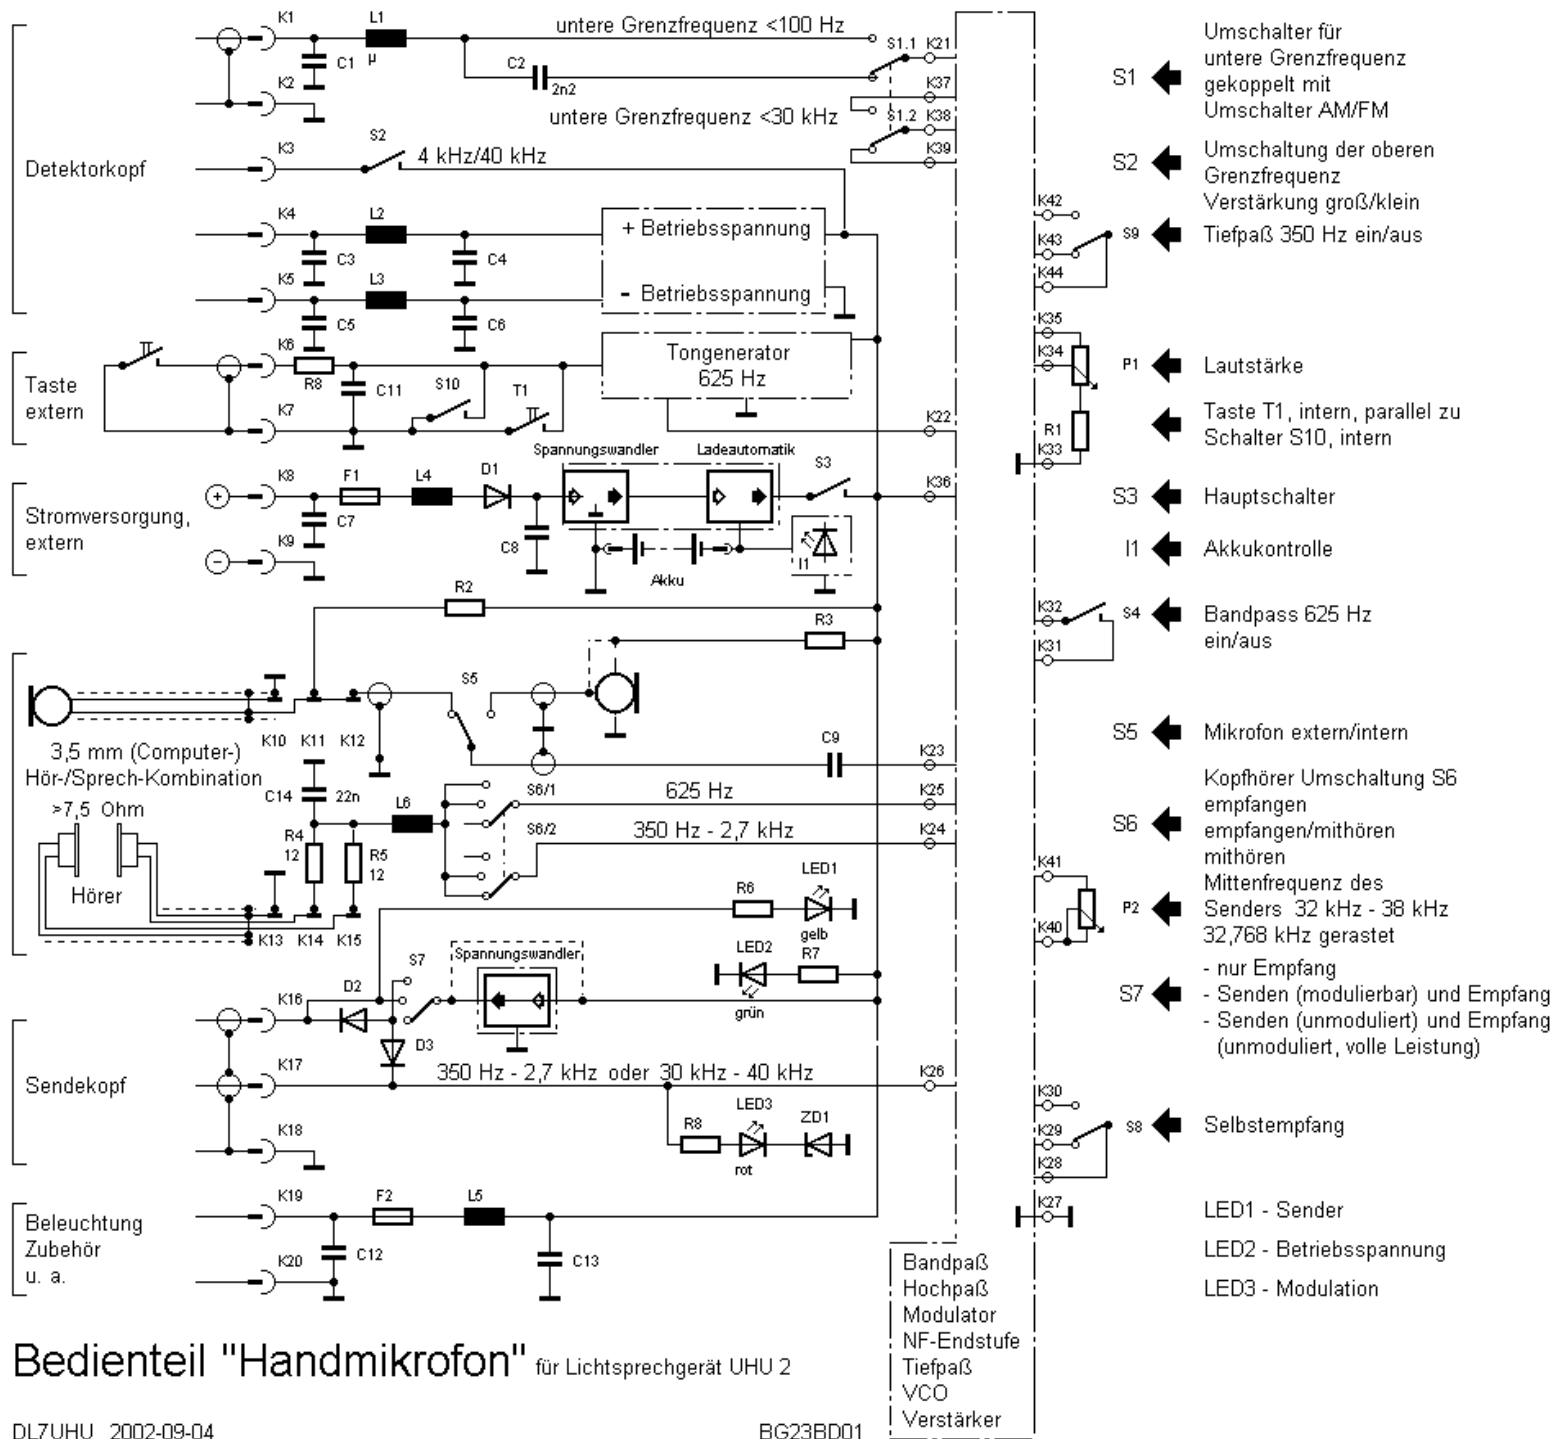 K1
L1
untere Grenzfrequenz <100 Hz
C1
µ
C2
2n2
S1.1
K21
K2
K37
untere Grenzfrequenz <30 kHz
K38
S1.2
K39
Detektorkopf
K3
S2
4 kHz/40 kHz
K4
L2
+ Betriebsspannung
C3
C4
K5
L3
- Betriebsspannung
C5
C6
Taste
extern
K6
R8
C11
S10
T1
Tongenerator
625 Hz
K7
K22
Stromversorgung,
extern
+
K8
F1
L4
D1
Spannungswandler
Ladeautomatik
S3
K36
C7
C8
K9
−
Akku
I1
R2
R3
S5
K10
K11
K12
3,5 mm (Computer-)
Hör-/Sprech-Kombination
>7,5 Ohm
C9
K23
C14
22n
L6
S6/1
625 Hz
K25
S6/2
350 Hz - 2,7 kHz
K24
R4
12
R5
12
Hörer
K13
K14
K15
R6
LED1
gelb
LED2
R7
grün
S7
Spannungswandler
Sendekopf
K16
D2
D3
K17
350 Hz - 2,7 kHz oder 30 kHz - 40 kHz
K26
K18
R8
LED3
rot
ZD1
Beleuchtung
Zubehör
u. a.
K19
F2
L5
C12
C13
K20
Bandpaß
Hochpaß
Modulator
NF-Endstufe
Tiefpaß
VCO
Verstärker
K42
K43
K44
S9
K35
K34
P1
R1
K33
K32
S4
K31
K41
P2
K40
K30
K29
S8
K28
K27
S1
Umschalter für
untere Grenzfrequenz
gekoppelt mit
Umschalter AM/FM
S2
Umschaltung der oberen
Grenzfrequenz
Verstärkung groß/klein
Tiefpaß 350 Hz ein/aus
Lautstärke
Taste T1, intern, parallel zu
Schalter S10, intern
S3
Hauptschalter
I1
Akkukontrolle
Bandpass 625 Hz
ein/aus
S5
Mikrofon extern/intern
S6
Kopfhörer Umschaltung S6
empfangen
empfangen/mithören
mithören
Mittenfrequenz des
Senders 32 kHz - 38 kHz
32,768 kHz gerastet
S7
- nur Empfang
- Senden (modulierbar) und Empfang
- Senden (unmoduliert) und Empfang
(unmoduliert, volle Leistung)
Selbstempfang
LED1 - Sender
LED2 - Betriebsspannung
LED3 - Modulation
Bedienteil "Handmikrofon" für Lichtsprechgerät UHU 2
DL7UHU 2002-09-04
BG23BD01